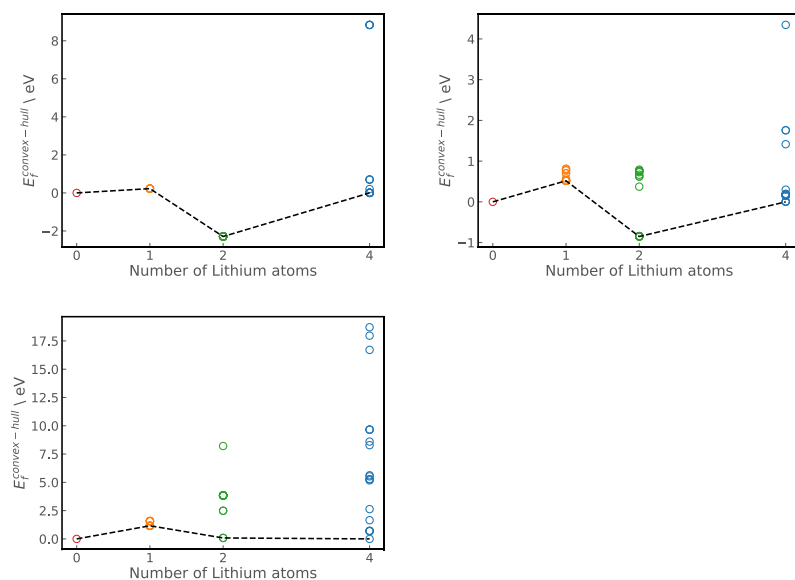 8
6
4
2
0
−2
E_f^{convex−hull} \ eV
0 1 2 4
Number of Lithium atoms
4
3
2
1
0
−1
E_f^{convex−hull} \ eV
0 1 2 4
Number of Lithium atoms
17.5
15.0
12.5
10.0
7.5
5.0
2.5
0.0
E_f^{convex−hull} \ eV
0 1 2 4
Number of Lithium atoms